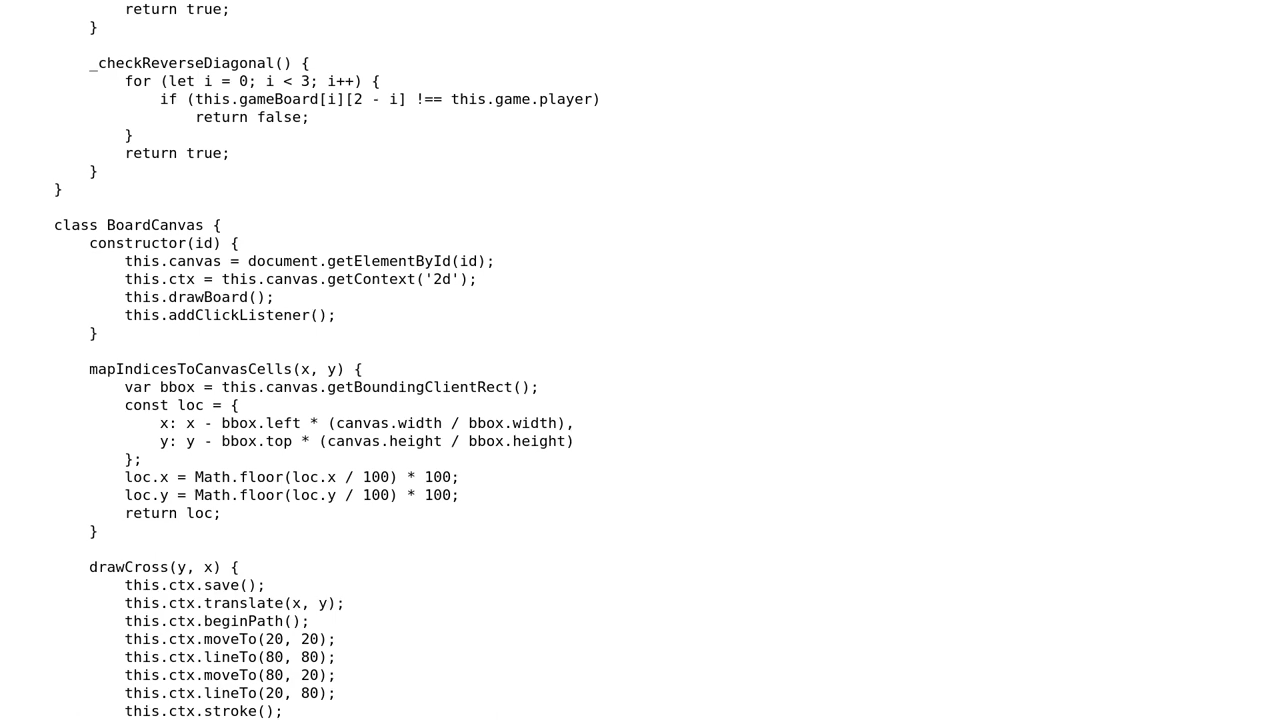 return true;
}
_checkReverseDiagonal() {
for (let i = 0; i < 3; i++) {
if (this.gameBoard[i][2 - i] !== this.game.player)
return false;
}
return true;
}
}
class BoardCanvas {
constructor(id) {
this.canvas = document.getElementById(id);
this.ctx = this.canvas.getContext('2d');
this.drawBoard();
this.addClickListener();
}
mapIndicesToCanvasCells(x, y) {
var bbox = this.canvas.getBoundingClientRect();
const loc = {
x: x - bbox.left * (canvas.width / bbox.width),
y: y - bbox.top * (canvas.height / bbox.height)
};
loc.x = Math.floor(loc.x / 100) * 100;
loc.y = Math.floor(loc.y / 100) * 100;
return loc;
}
drawCross(y, x) {
this.ctx.save();
this.ctx.translate(x, y);
this.ctx.beginPath();
this.ctx.moveTo(20, 20);
this.ctx.lineTo(80, 80);
this.ctx.moveTo(80, 20);
this.ctx.lineTo(20, 80);
this.ctx.stroke();